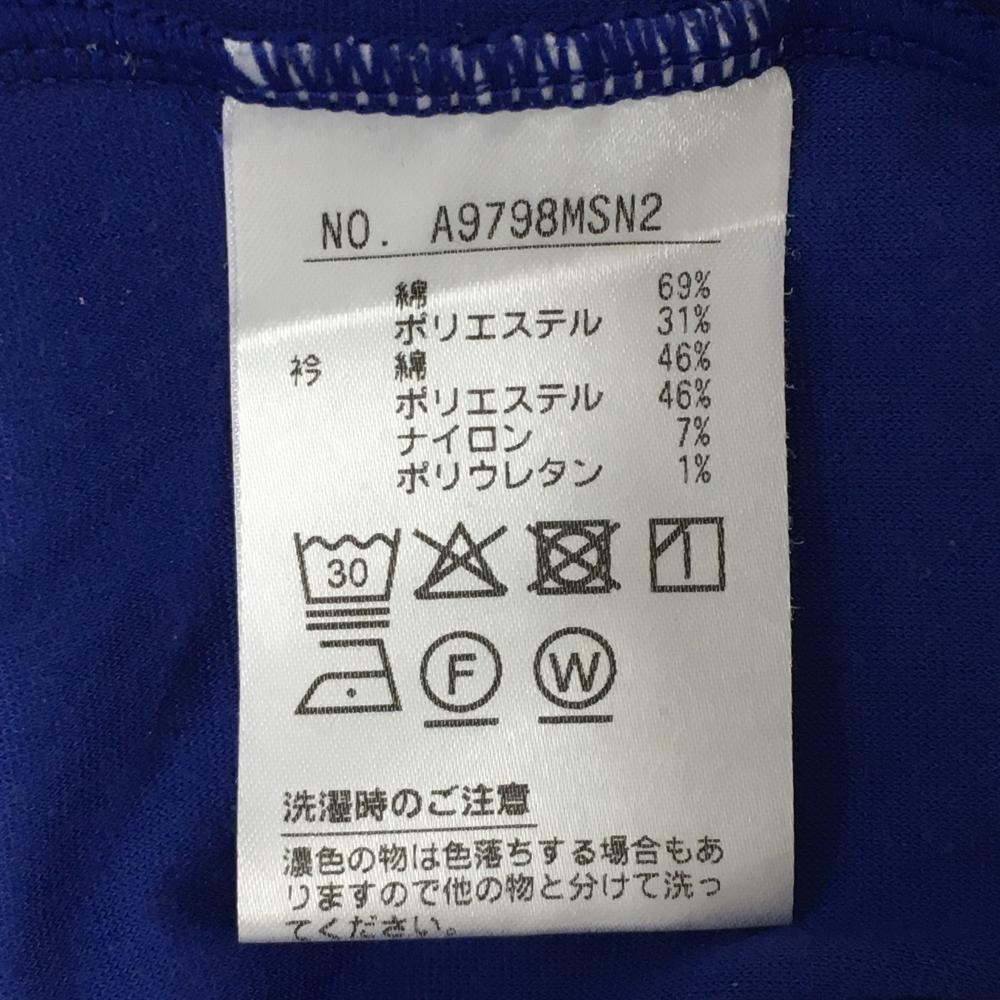 NO. A9798MSN2
綿 69%
ポリエステル 31%
衿 綿 46%
ポリエステル 46%
ナイロン 7%
ポリウレタン 1%
30
F W
洗濯時のご注意
濃色の物は色落ちする場合もあ
りますので他の物と分けて洗っ
てください。